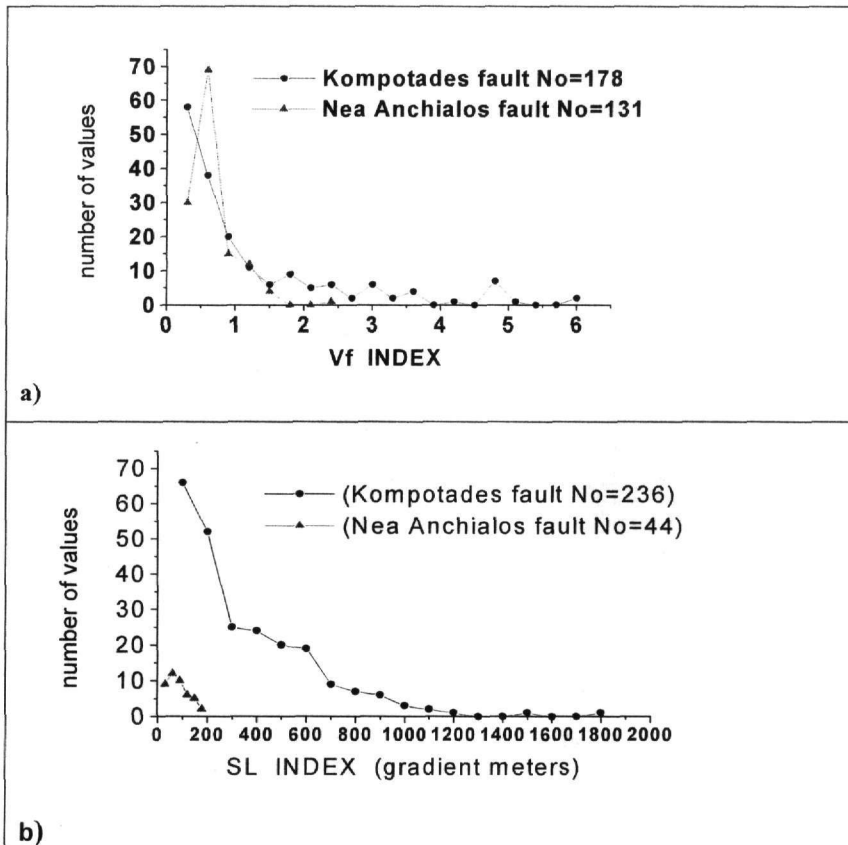 70
60
50
40
30
20
10
0
number of values
Kompotades fault No=178
Nea Anchialos fault No=131
0 1 2 3 4 5 6
Vf INDEX
a)
70
60
50
40
30
20
10
0
number of values
(Kompotades fault No=236)
(Nea Anchialos fault No=44)
0 200 400 600 800 1000 1200 1400 1600 1800 2000
SL INDEX (gradient meters)
b)